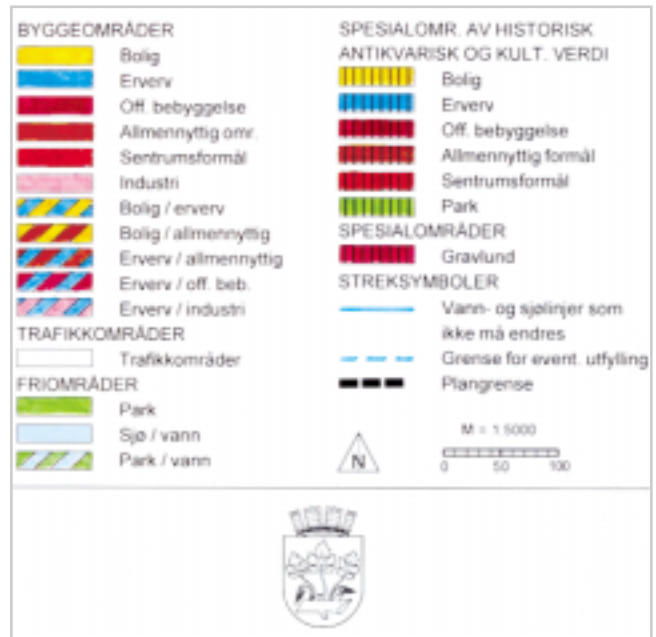 BYGGEOMRÅDER
Bolig
Erverv
Off. bebyggelse
Allmennyttig omr.
Sentrumsformål
Industri
Bolig / erverv
Bolig / allmennyttig
Erverv / allmennyttig
Erverv / off. beb.
Erverv / industri
TRAFIKKOMRÅDER
Trafikkområder
FRIOMRÅDER
Park
Sjø / vann
Park / vann
SPESIALOMR. AV HISTORISK
ANTIKVARISK OG KULT. VERDI
Bolig
Erverv
Off. bebyggelse
Allmennyttig formål
Sentrumsformål
Park
SPESIALOMRÅDER
Gravlund
STREKSYMBOLER
Vann- og sjølinjer som
ikke må endres
Grense for event. utfylling
Plangrense
N
M = 1:5000
0 50 100